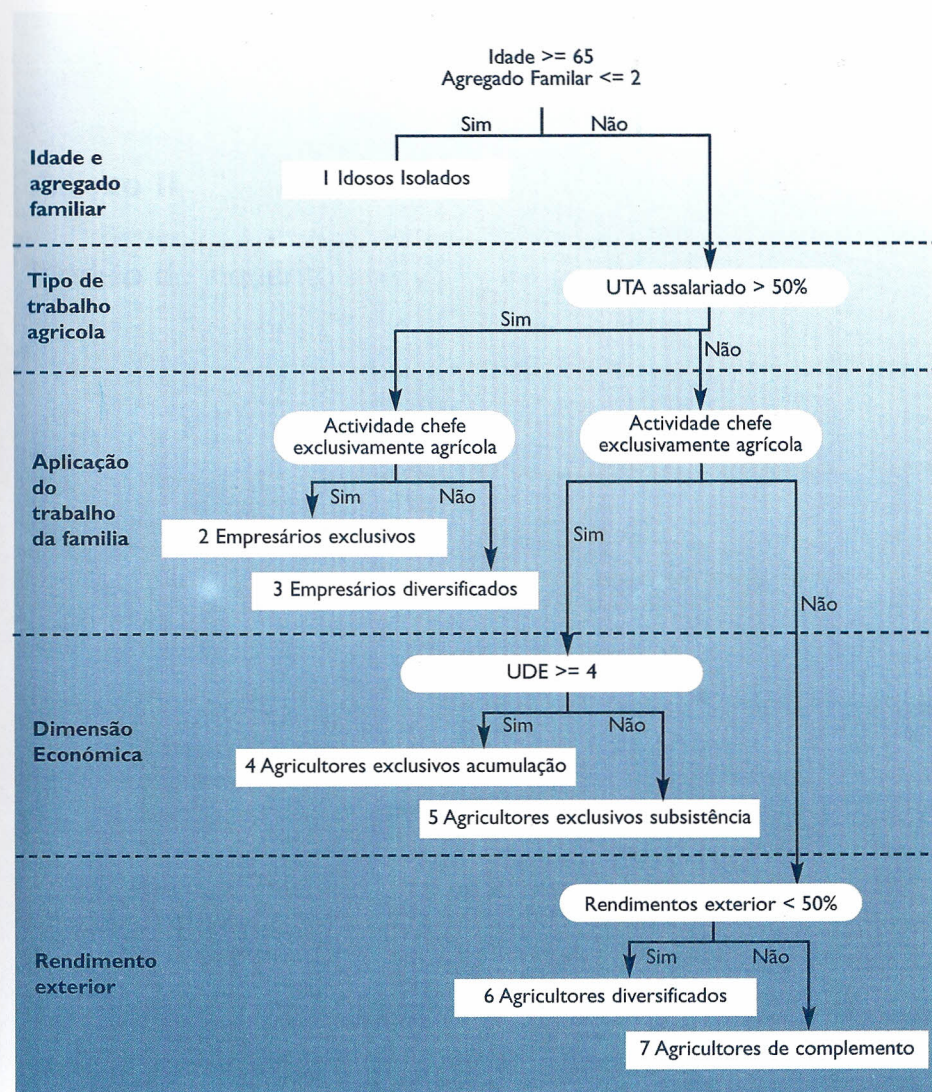 Idade >= 65
Agregado Familar <= 2
Sim
Não
Idade e
agregado
familiar
1 Idosos Isolados
Tipo de
trabalho
agricola
UTA assalariado > 50%
Sim
Não
Aplicação
do
trabalho
da familia
Actividade chefe
exclusivamente agrícola
Actividade chefe
exclusivamente agrícola
Sim
Não
2 Empresários exclusivos
3 Empresários diversificados
Sim
Não
Dimensão
Económica
UDE >= 4
Sim
Não
4 Agricultores exclusivos acumulação
5 Agricultores exclusivos subsistência
Rendimento
exterior
Rendimentos exterior < 50%
Sim
Não
6 Agricultores diversificados
7 Agricultores de complemento